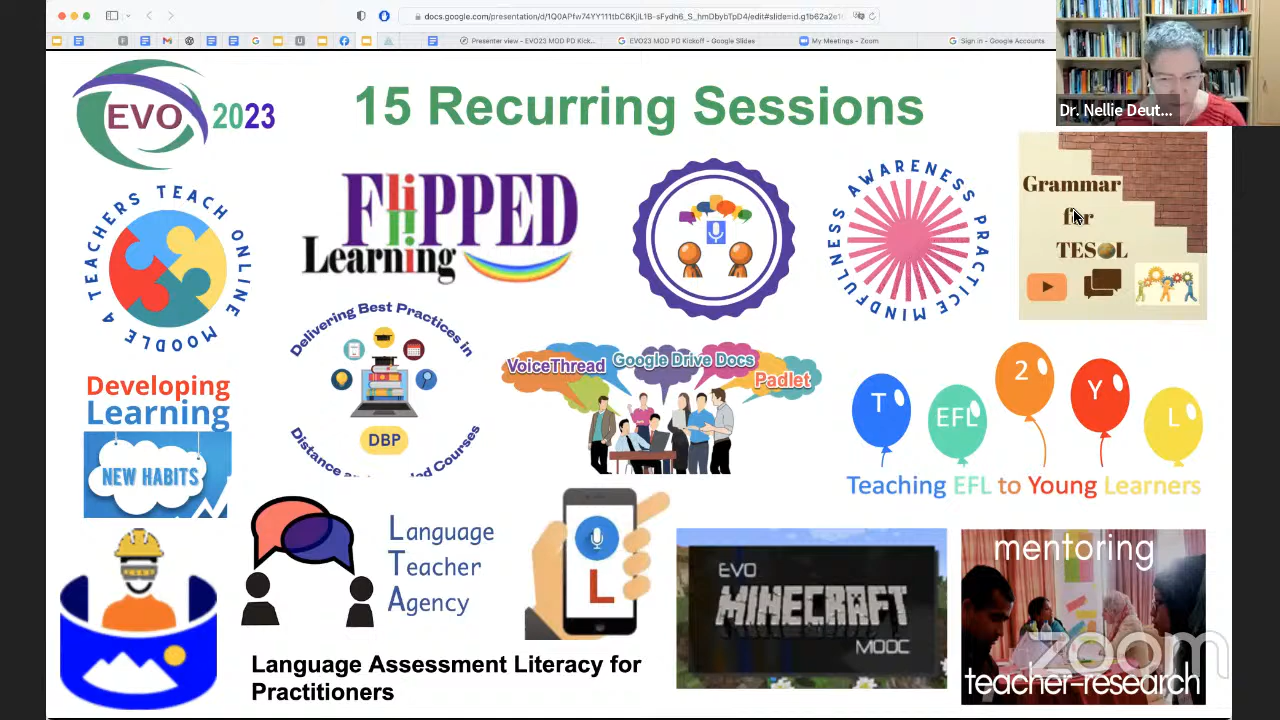 docs.google.com/presentation/d/1Q0APfw74YY111tbC6KjL1B-sFydh6_S_hmDbybTpD4/edit#slide=id.g1b62a2e1
Presenter view - EVO23 MOD PD Kick...
EVO23 MOD PD Kickoff - Google Slides
My Meetings - Zoom
Sign in - Google Accounts
Dr. Nellie Deut...
EVO 2023
15 Recurring Sessions
MOODLE 4 TEACHERS TEACH ONLINE
FliPPED
Learning
MINDFULNESS AWARENESS PRACTICE
Grammar
for
TESOL
Developing
Learning
NEW HABITS
Delivering Best Practices in
DBP
VoiceThread
Google Drive Docs
Padlet
T EFL 2 Y L
Teaching EFL to Young Learners
Language
Teacher
Agency
Language Assessment Literacy for
Practitioners
L
EVO
MINECRAFT
MOOC
mentoring
teacher-research
zoom